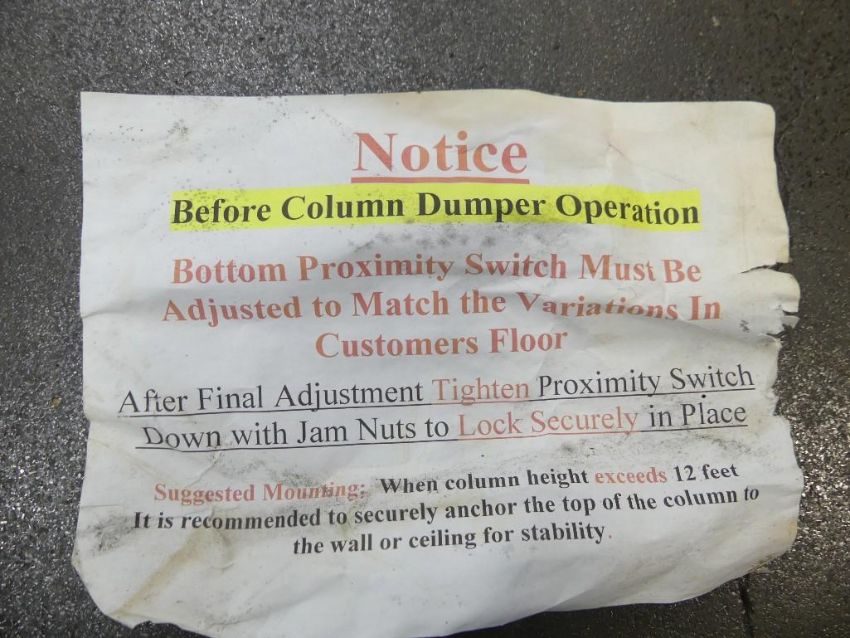 Notice
Before Column Dumper Operation
Bottom Proximity Switch Must Be
Adjusted to Match the Variations In
Customers Floor
After Final Adjustment Tighten Proximity Switch
Down with Jam Nuts to Lock Securely in Place
Suggested Mounting: When column height exceeds 12 feet
It is recommended to securely anchor the top of the column to
the wall or ceiling for stability.